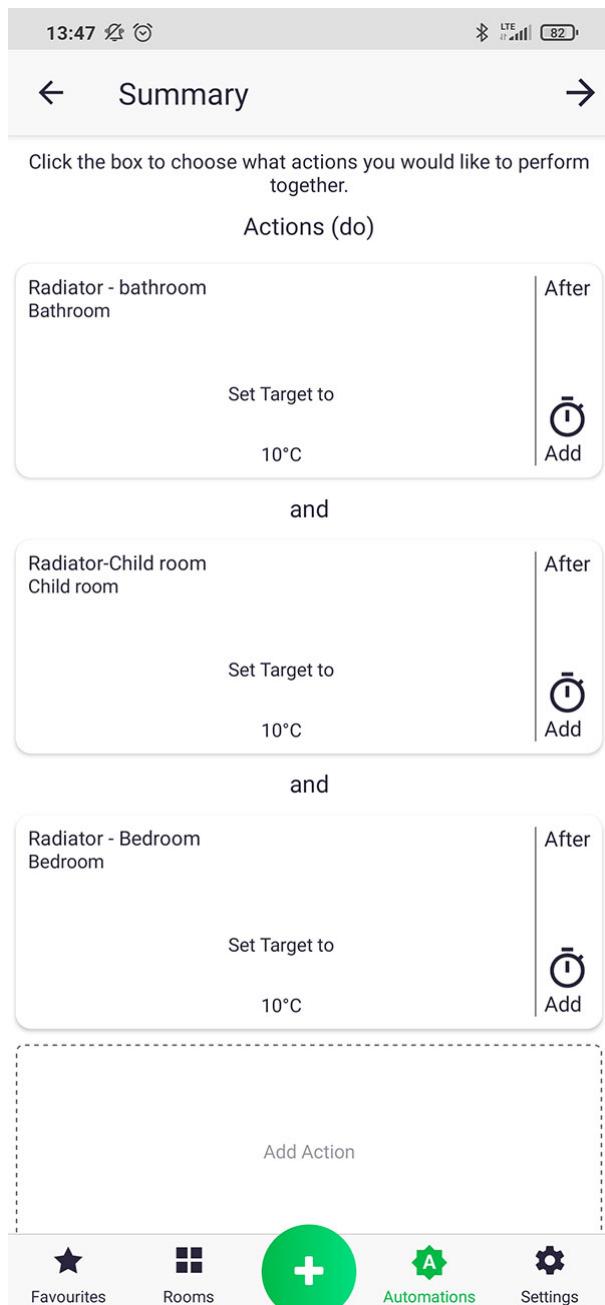 13:47 LTE 82
Summary
Click the box to choose what actions you would like to perform
together.
Actions (do)
Radiator - bathroom
Bathroom
After
Set Target to
10°C
Add
and
Radiator-Child room
Child room
After
Set Target to
10°C
Add
and
Radiator - Bedroom
Bedroom
After
Set Target to
10°C
Add
Add Action
A
Favourites Rooms Automations Settings